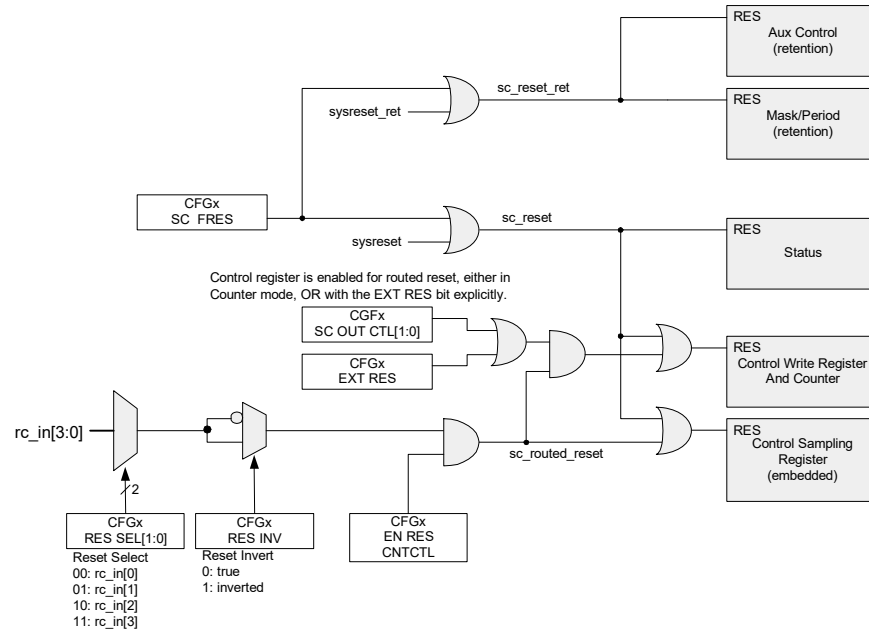 RES
Aux Control
(retention)
sc_reset_ret
sysreset_ret
RES
Mask/Period
(retention)
CFGx
SC FRES
sc_reset
sysreset
RES
Status
Control register is enabled for routed reset, either in
Counter mode, OR with the EXT RES bit explicitly.
CGFx
SC OUT CTL[1:0]
CFGx
EXT RES
RES
Control Write Register
And Counter
rc_in[3:0]
sc_routed_reset
RES
Control Sampling
Register
(embedded)
2
CFGx
RES SEL[1:0]
CFGx
RES INV
CFGx
EN RES
CNTCTL
Reset Select
00: rc_in[0]
01: rc_in[1]
10: rc_in[2]
11: rc_in[3]
Reset Invert
0: true
1: inverted